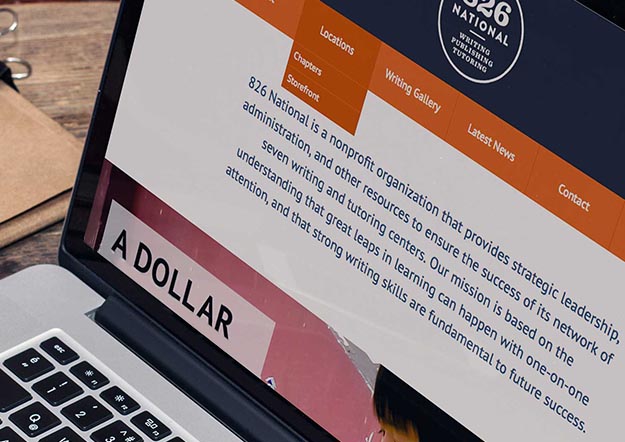 826
NATIONAL
WRITING
PUBLISHING
TUTORING
Locations
Chapters
Storefront
Writing Gallery
Latest News
Contact
826 National is a nonprofit organization that provides strategic leadership,
administration, and other resources to ensure the success of its network of
seven writing and tutoring centers. Our mission is based on the
understanding that great leaps in learning can happen with one-on-one
attention, and that strong writing skills are fundamental to future success.
A DOLLAR